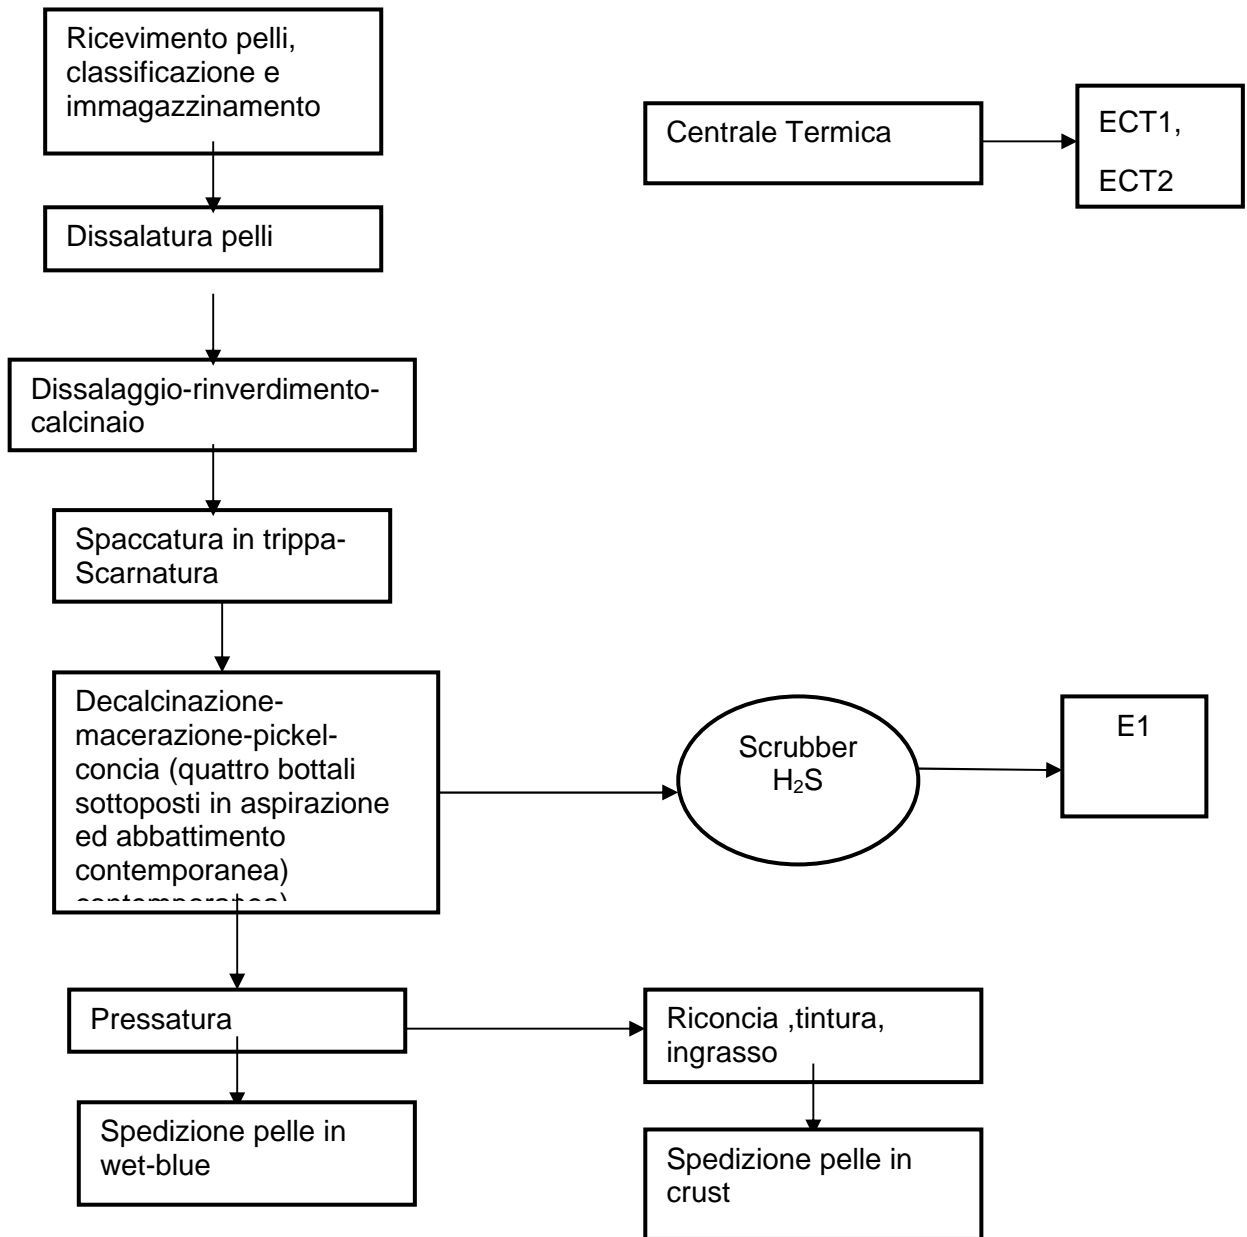 Ricevimento pelli,
classificazione e
immagazzinamento
Centrale Termica
ECT1,
ECT2
Dissalatura pelli
Dissalaggio-rinverdimento-
calcinaio
Spaccatura in trippa-
Scarnatura
Decalcinazione-
macerazione-pickel-
concia (quattro bottali
sottoposti in aspirazione
ed abbattimento
contemporanea)
contemporanea)
Scrubber
H₂S
E1
Pressatura
Riconcia ,tintura,
ingrasso
Spedizione pelle in
wet-blue
Spedizione pelle in
crust